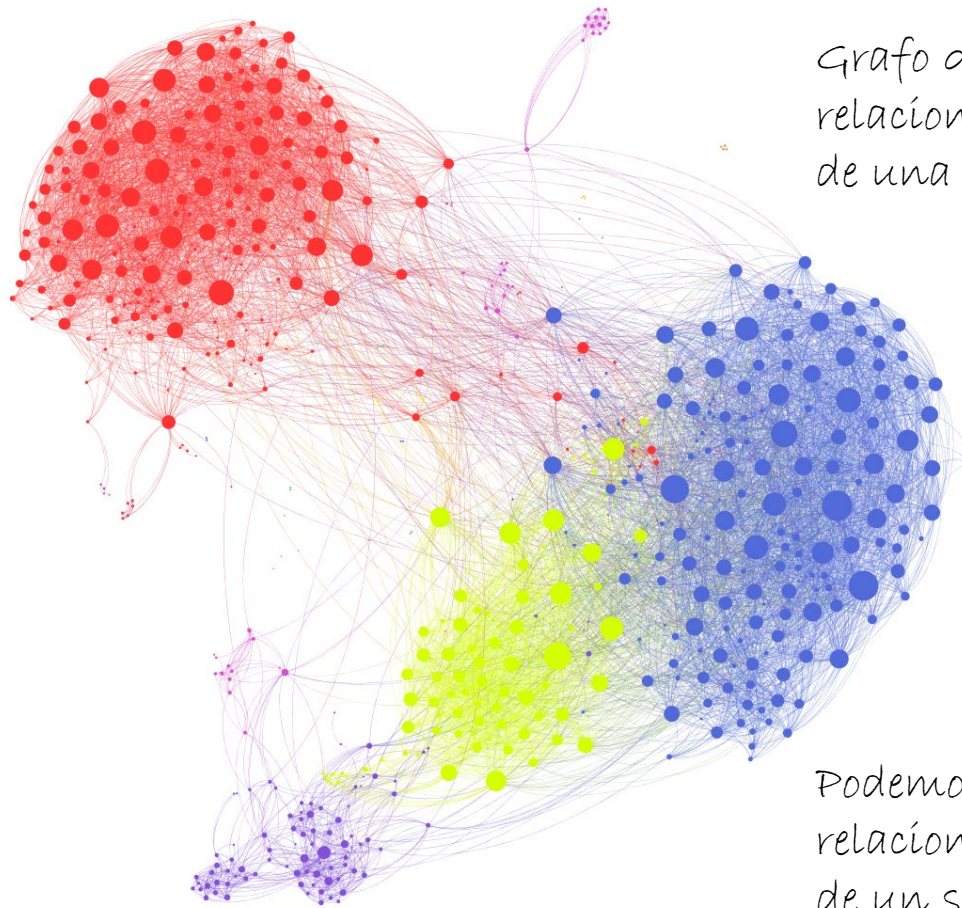 Grafo d
relacion
de una
Podemo
relacion
de un s